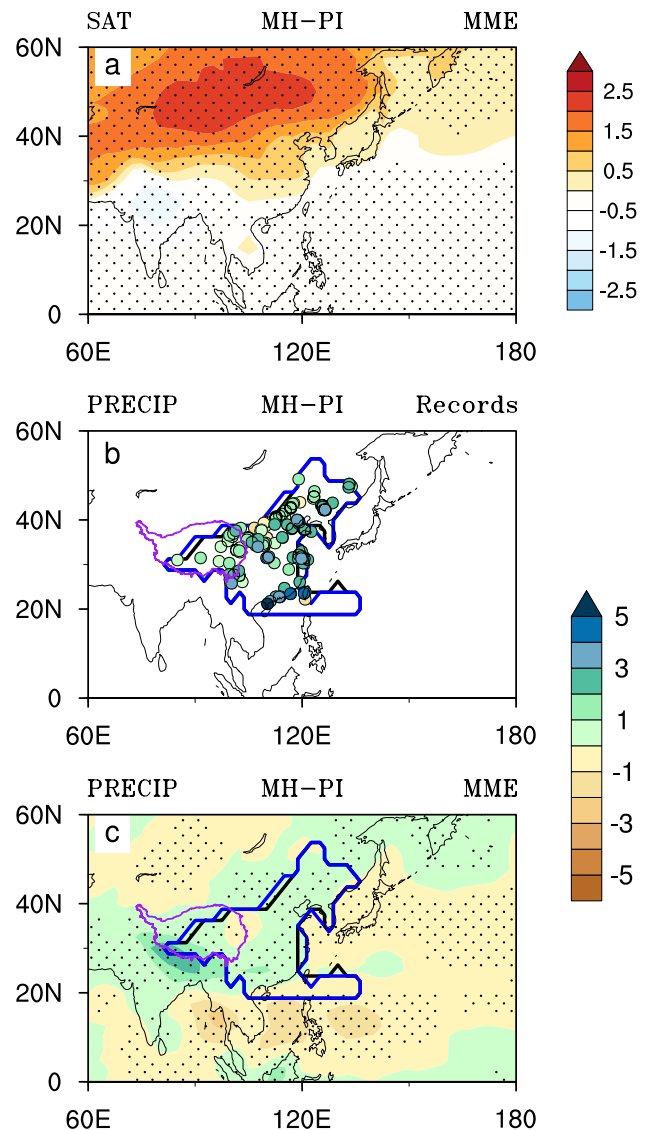 SAT MH-PI MME
60N
a
40N
20N
0
60E 120E 180
2.5
1.5
0.5
-0.5
-1.5
-2.5
PRECIP MH-PI Records
60N
b
40N
20N
0
60E 120E 180
5
3
1
-1
-3
-5
PRECIP MH-PI MME
60N
c
40N
20N
0
60E 120E 180